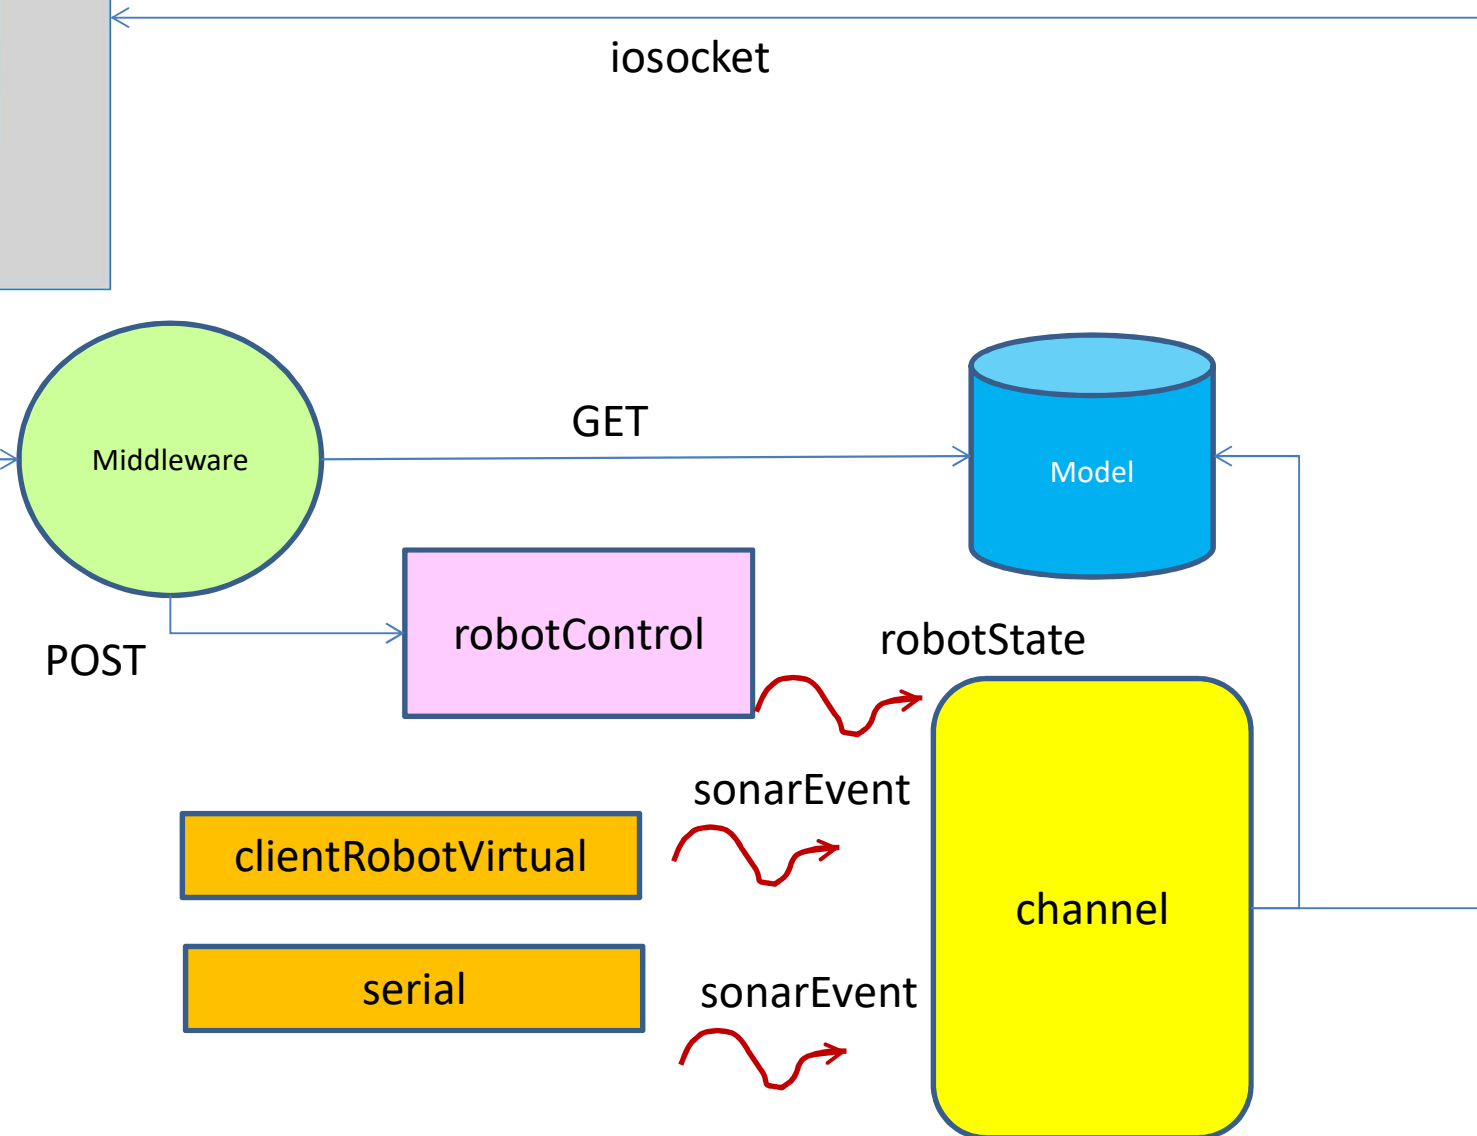 iosocket
GET
Middleware
Model
robotControl
robotState
POST
sonarEvent
clientRobotVirtual
channel
serial
sonarEvent